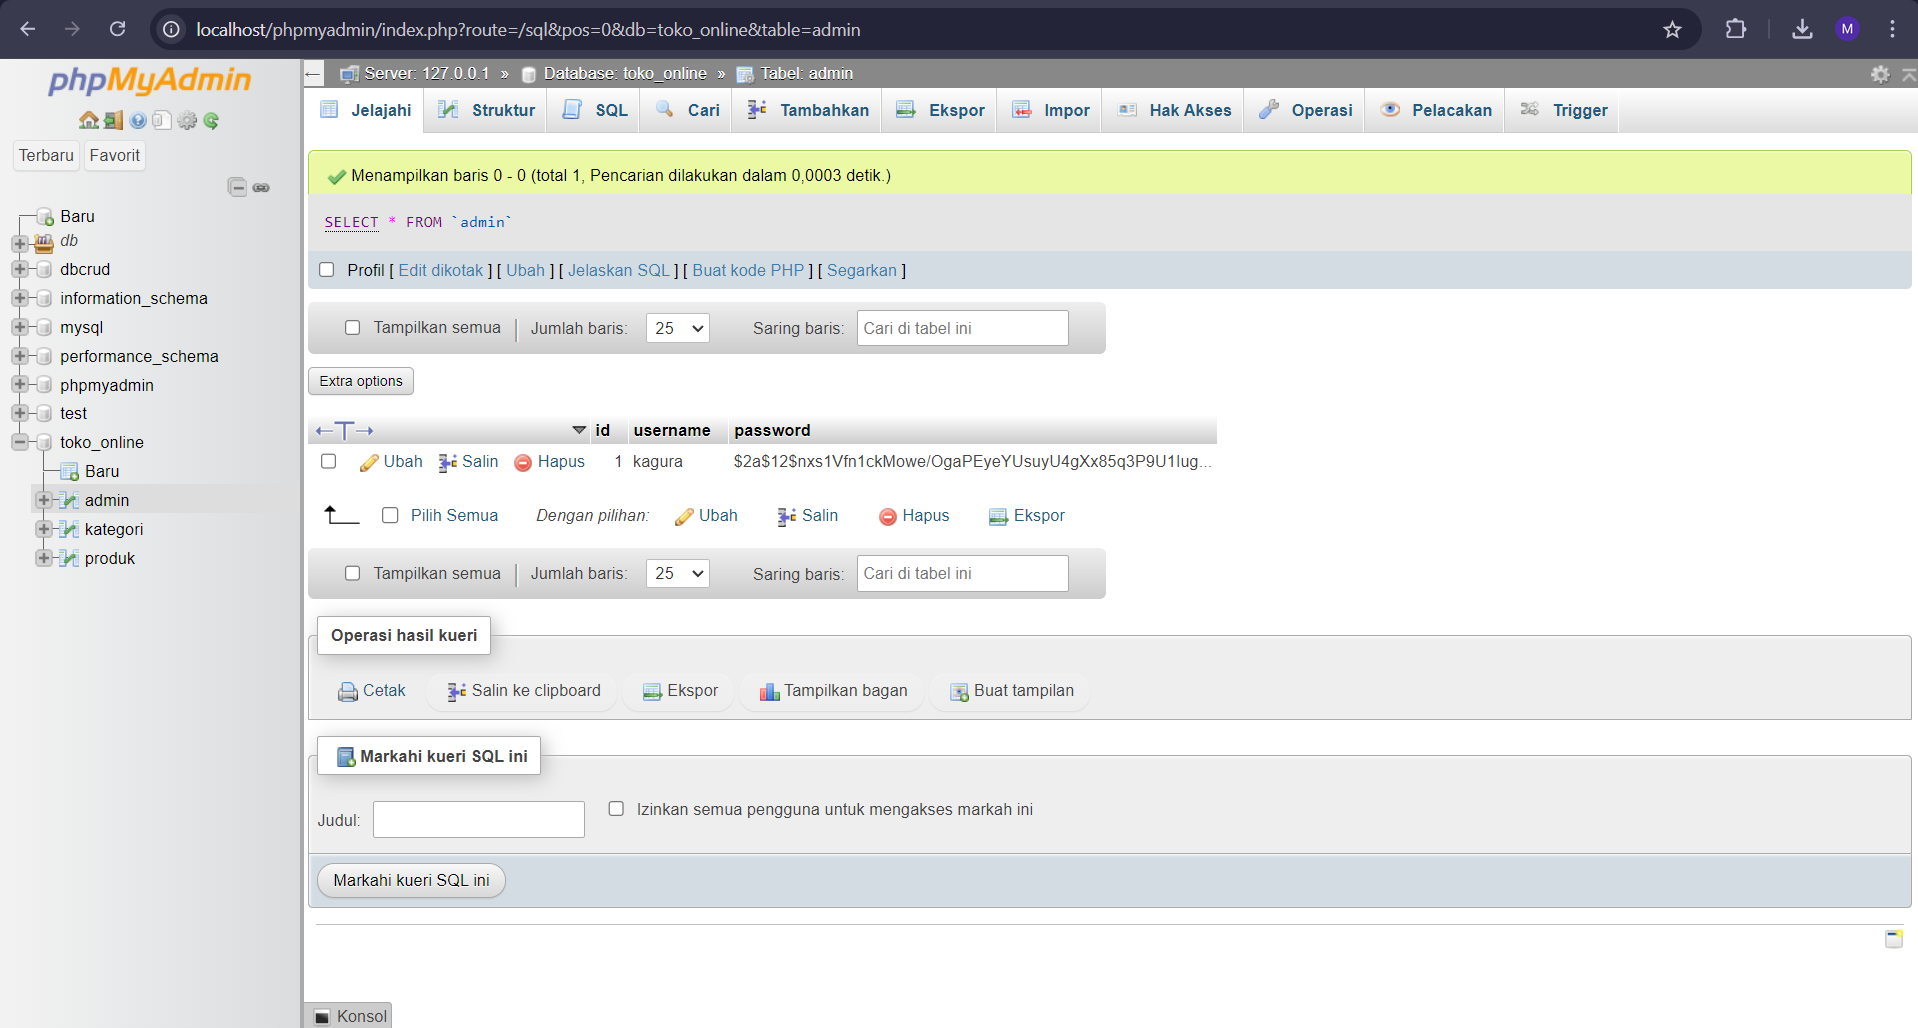 localhost/phpmyadmin/index.php?route=/sql&pos=0&db=toko_online&table=admin
M
phpMyAdmin
Terbaru Favorit
Baru
db
dbcrud
information_schema
mysql
performance_schema
phpmyadmin
test
toko_online
Baru
admin
kategori
produk
Server: 127.0.0.1 » Database: toko_online » Tabel: admin
Jelajahi Struktur SQL Cari Tambahkan Ekspor Impor Hak Akses Operasi Pelacakan Trigger
Menampilkan baris 0 - 0 (total 1, Pencarian dilakukan dalam 0,0003 detik.)
SELECT * FROM `admin`
Profil [ Edit dikotak ] [ Ubah ] [ Jelaskan SQL ] [ Buat kode PHP ] [ Segarkan ]
Tampilkan semua Jumlah baris: 25 Saring baris: Cari di tabel ini
Extra options
id username password
Ubah Salin Hapus 1 kagura $2a$12$nxs1Vfn1ckMowe/OgaPEyeYUsuyU4gXx85q3P9U1lug...
Pilih Semua Dengan pilihan: Ubah Salin Hapus Ekspor
Tampilkan semua Jumlah baris: 25 Saring baris: Cari di tabel ini
Operasi hasil kueri
Cetak Salin ke clipboard Ekspor Tampilkan bagan Buat tampilan
Markahi kueri SQL ini
Judul: Izinkan semua pengguna untuk mengakses markah ini
Markahi kueri SQL ini
Konsol